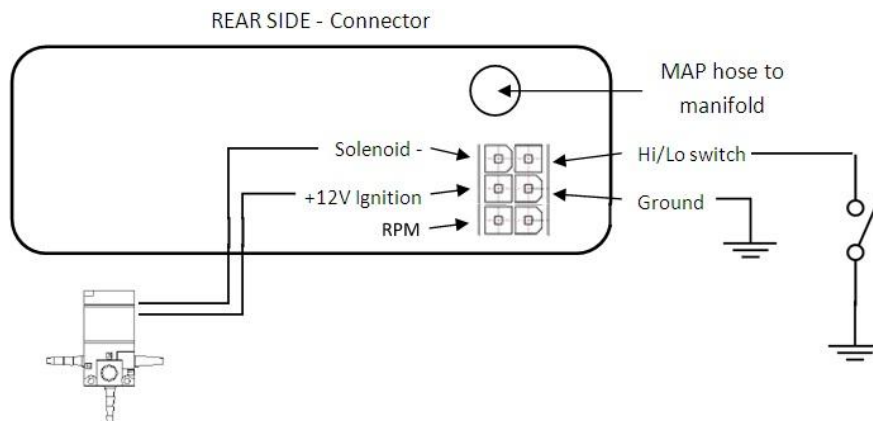 REAR SIDE - Connector
MAP hose to
manifold
Solenoid -
Hi/Lo switch
+12V Ignition
Ground
RPM